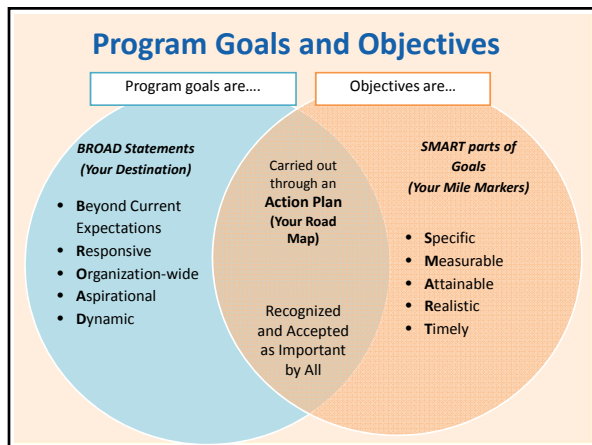 Program Goals and Objectives
Program goals are....
Objectives are...
BROAD Statements
(Your Destination)
• Beyond Current
Expectations
• Responsive
• Organization-wide
• Aspirational
• Dynamic
Carried out
through an
Action Plan
(Your Road
Map)
Recognized
and Accepted
as Important
by All
SMART parts of
Goals
(Your Mile Markers)
• Specific
• Measurable
• Attainable
• Realistic
• Timely